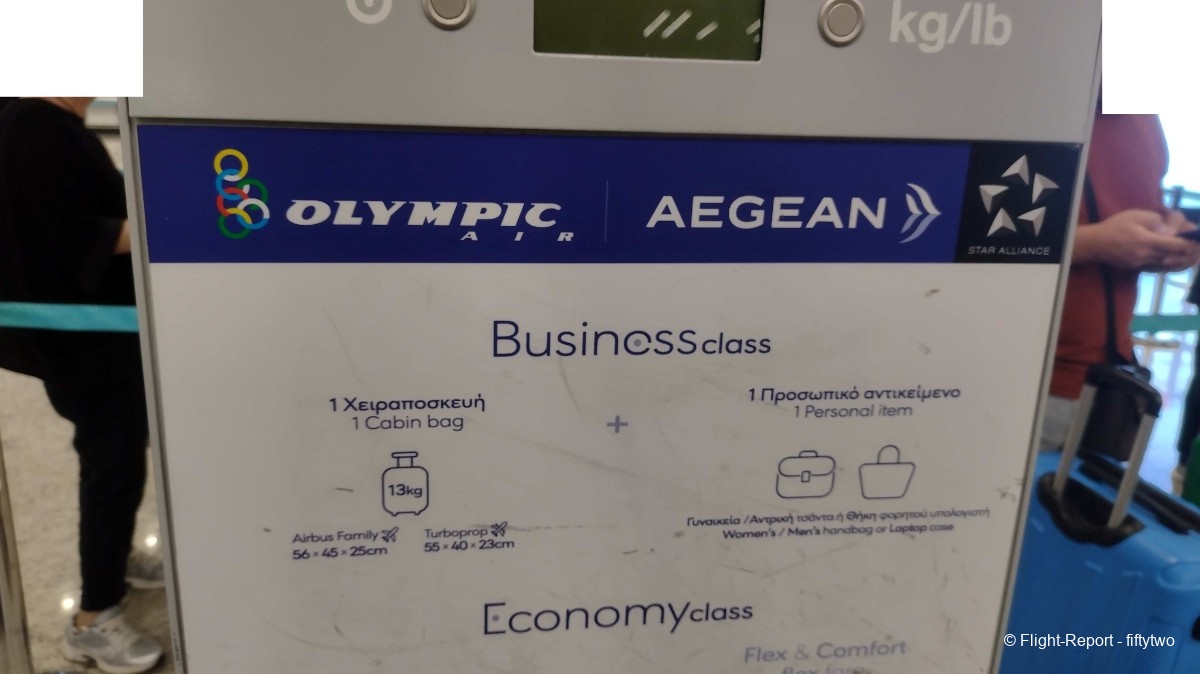 kg/lb
OLYMPIC
AIR
AEGEAN
STAR ALLIANCE
Business class
1 Χειραποσκευή
1 Cabin bag
+
1 Προσωπικό αντικείμενο
1 Personal item
13kg
Airbus Family
56 × 45 × 25cm
Turboprop
55 × 40 × 23cm
Γυναικεία / Αντρική τσάντα ή Θήκη φορητού υπολογιστή
Women's / Men's handbag or Laptop case
Economy class
Flex & Comfort
flex fare
© Flight-Report - fiftytwo